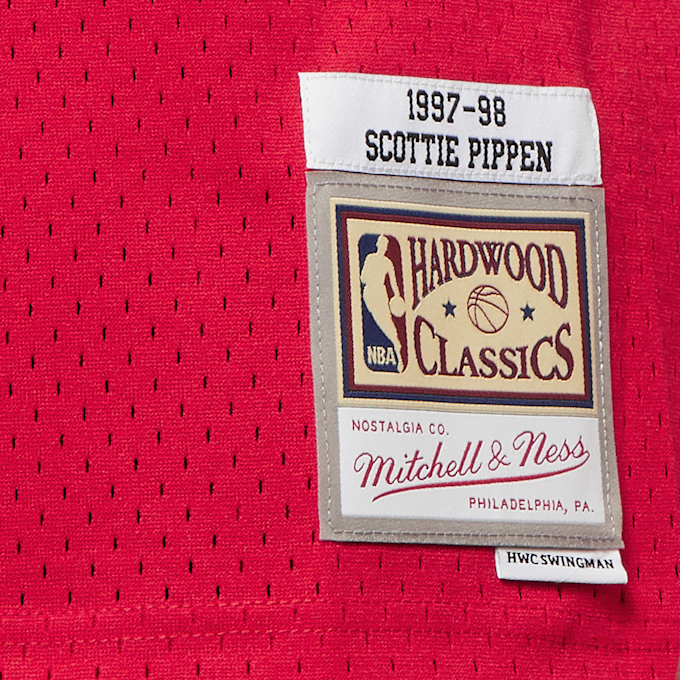 1997-98
SCOTTIE PIPPEN
HARDWOOD
CLASSICS
NBA
NOSTALGIA CO.
Mitchell & Ness
PHILADELPHIA, PA.
HWC SWINGMAN